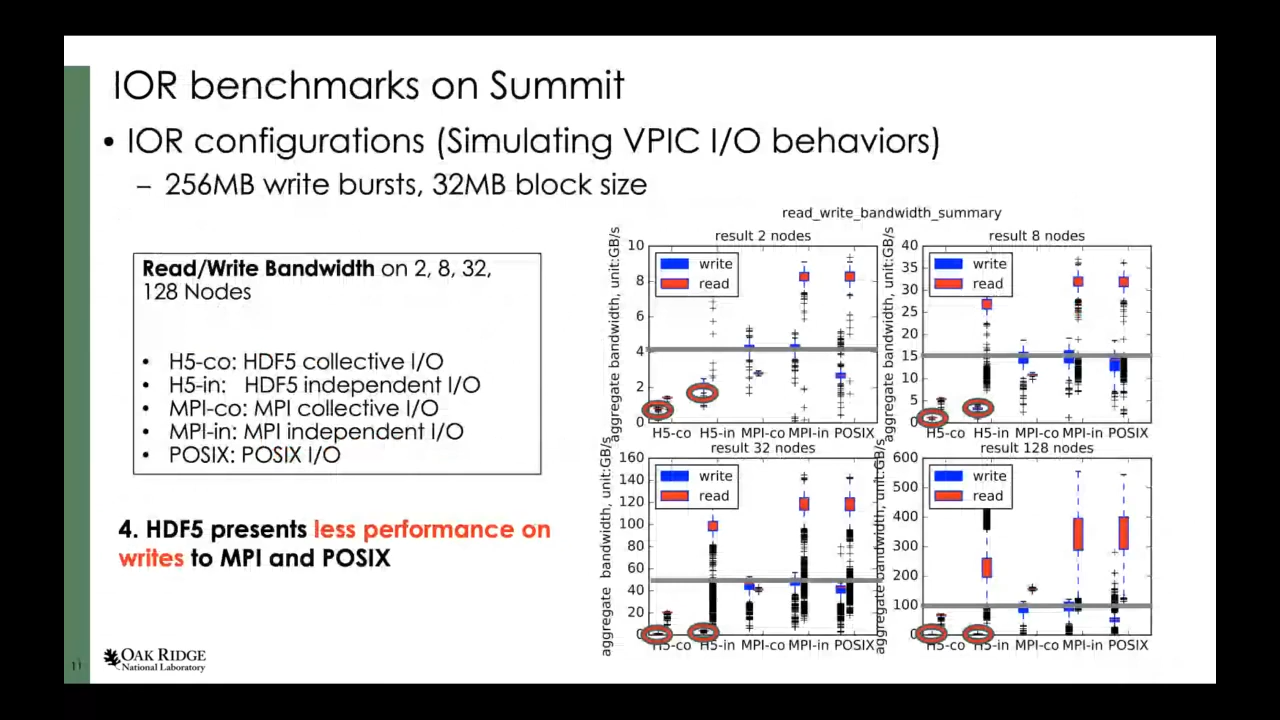 IOR benchmarks on Summit
• IOR configurations (Simulating VPIC I/O behaviors)
– 256MB write bursts, 32MB block size
Read/Write Bandwidth on 2, 8, 32,
128 Nodes
• H5-co: HDF5 collective I/O
• H5-in: HDF5 independent I/O
• MPI-co: MPI collective I/O
• MPI-in: MPI independent I/O
• POSIX: POSIX I/O
4. HDF5 presents less performance on
writes to MPI and POSIX
read_write_bandwidth_summary
result 2 nodes
aggregate bandwidth, unit:GB/s
10
8
6
4
2
0
write
read
H5-co H5-in MPI-co MPI-in POSIX
result 8 nodes
aggregate bandwidth, unit:GB/s
40
35
30
25
20
15
10
5
0
write
read
H5-co H5-in MPI-co MPI-in POSIX
result 32 nodes
aggregate bandwidth, unit:GB/s
160
140
120
100
80
60
40
20
0
write
read
H5-co H5-in MPI-co MPI-in POSIX
result 128 nodes
aggregate bandwidth, unit:GB/s
600
500
400
300
200
100
0
write
read
H5-co H5-in MPI-co MPI-in POSIX
11
OAK RIDGE
National Laboratory